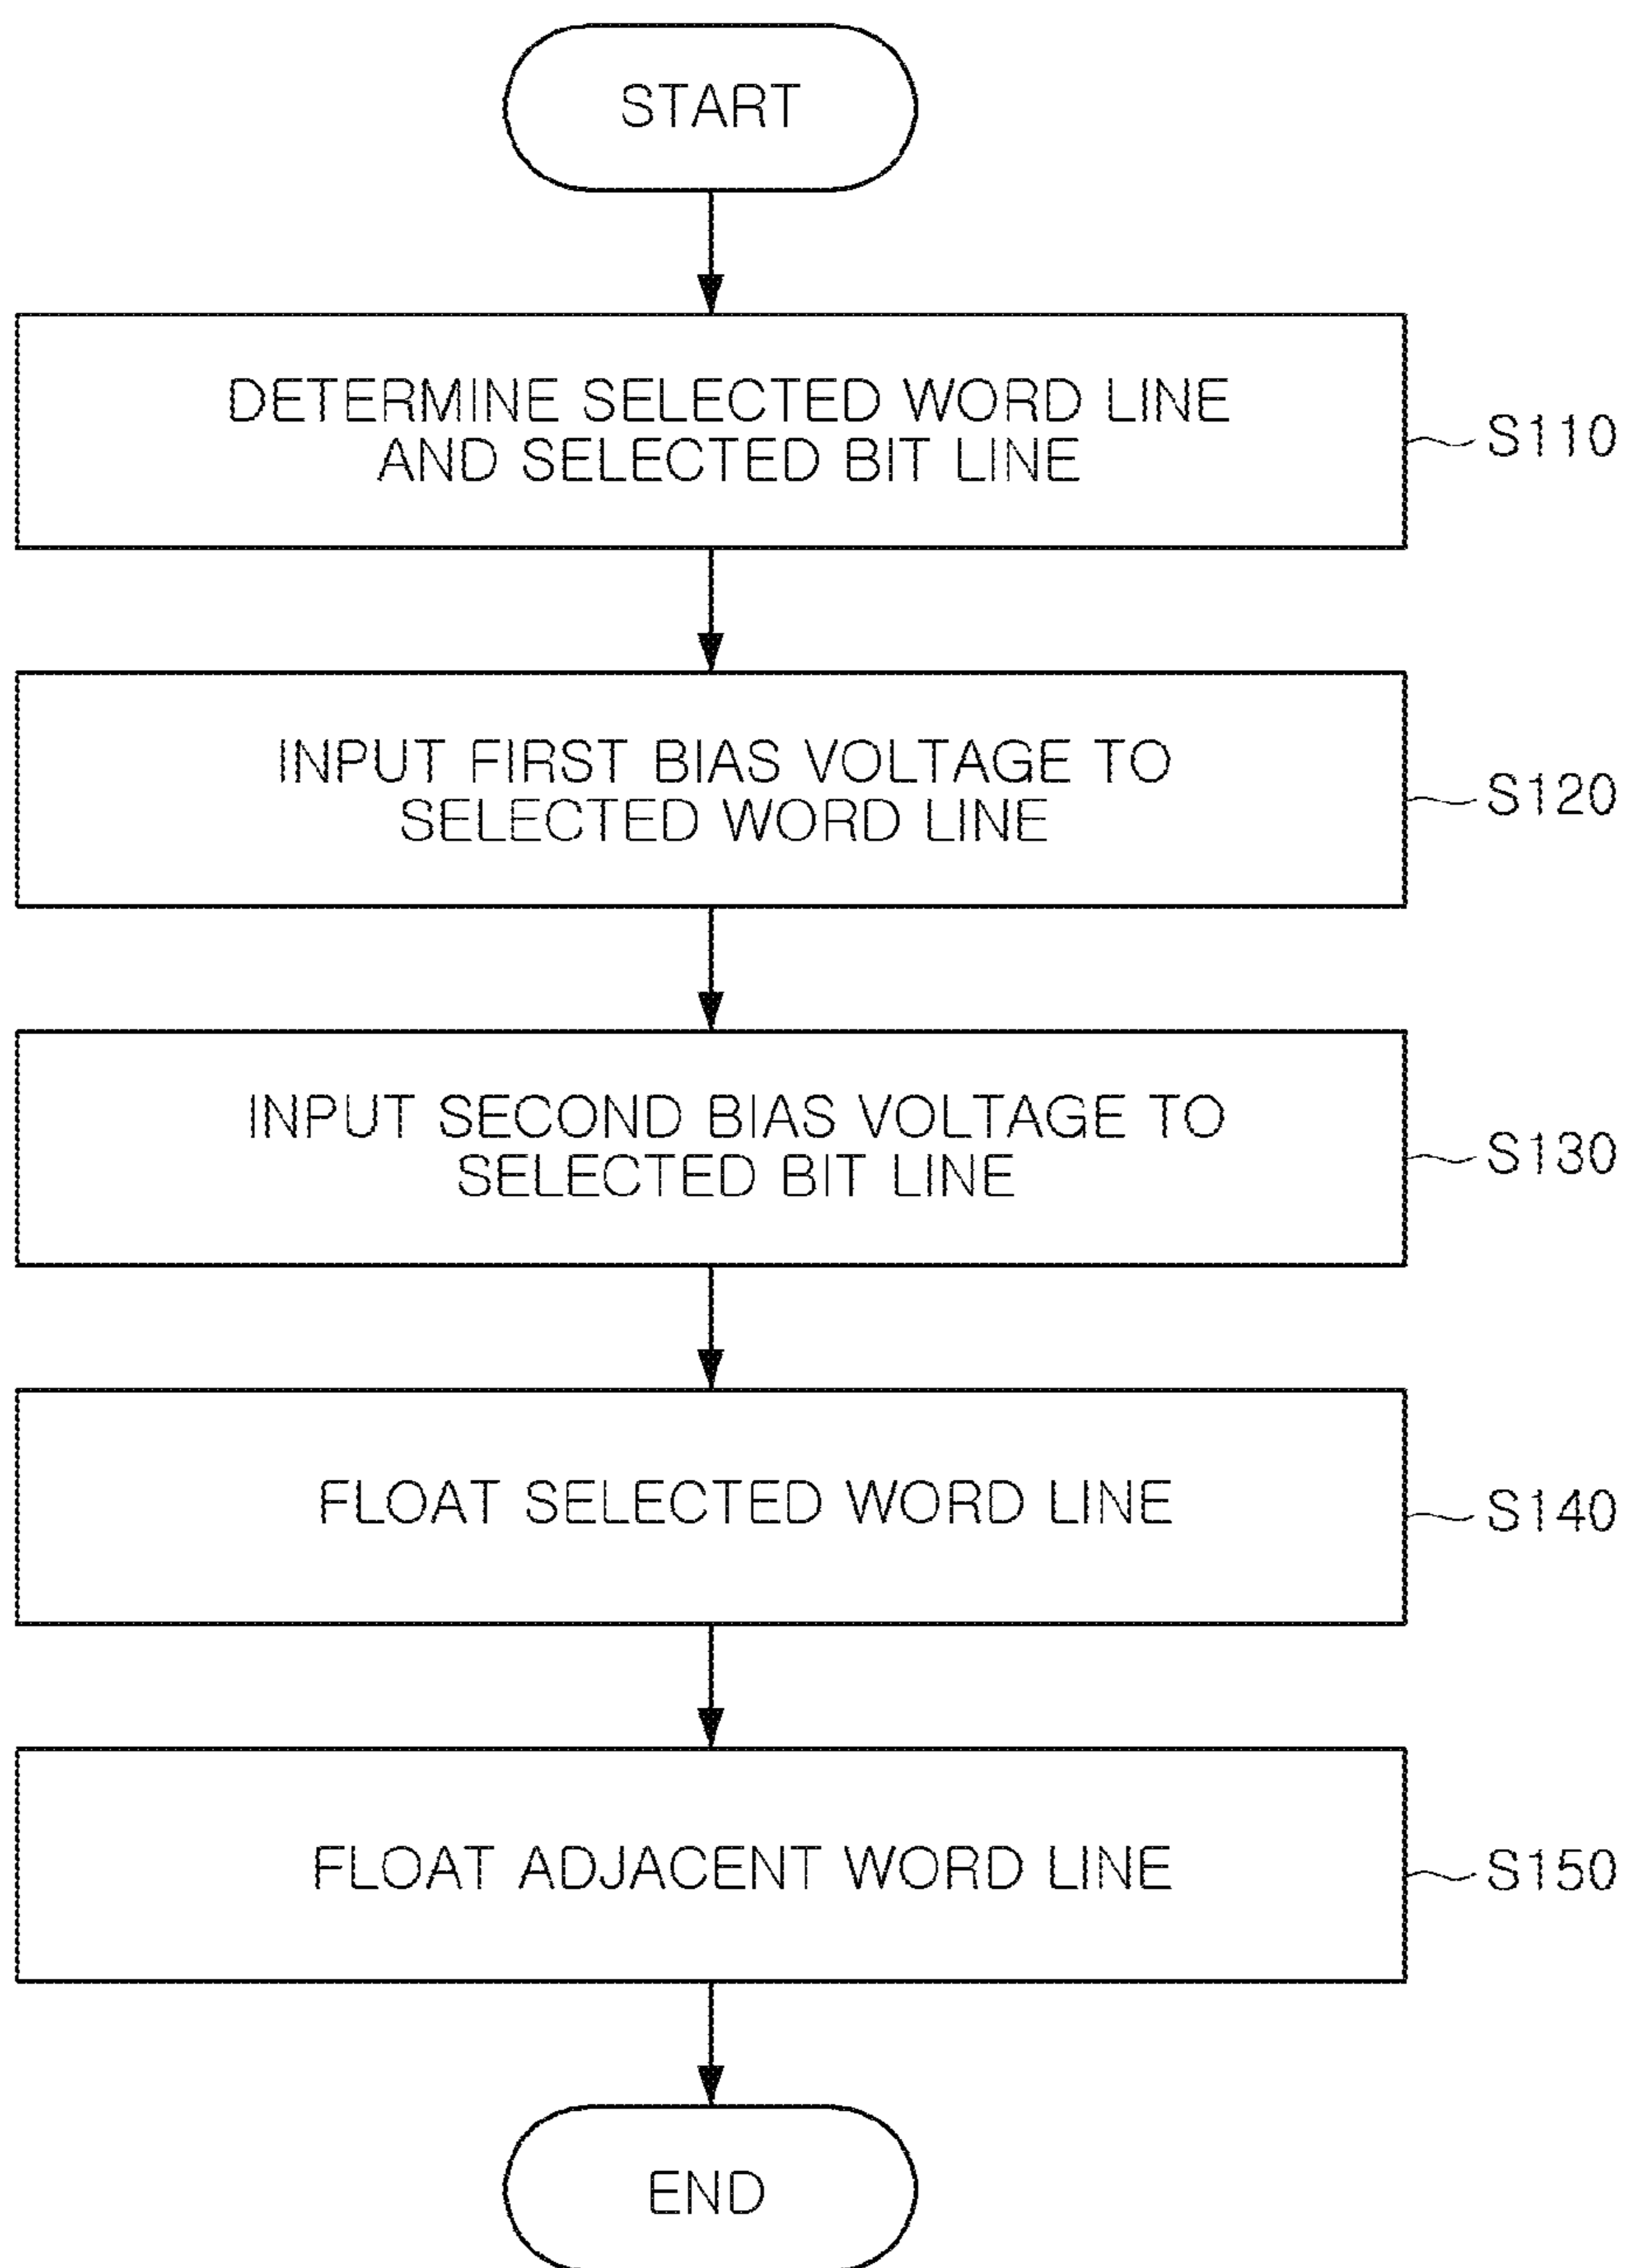 START
DETERMINE SELECTED WORD LINE
AND SELECTED BIT LINE
S110
INPUT FIRST BIAS VOLTAGE TO
SELECTED WORD LINE
S120
INPUT SECOND BIAS VOLTAGE TO
SELECTED BIT LINE
S130
FLOAT SELECTED WORD LINE
S140
FLOAT ADJACENT WORD LINE
S150
END